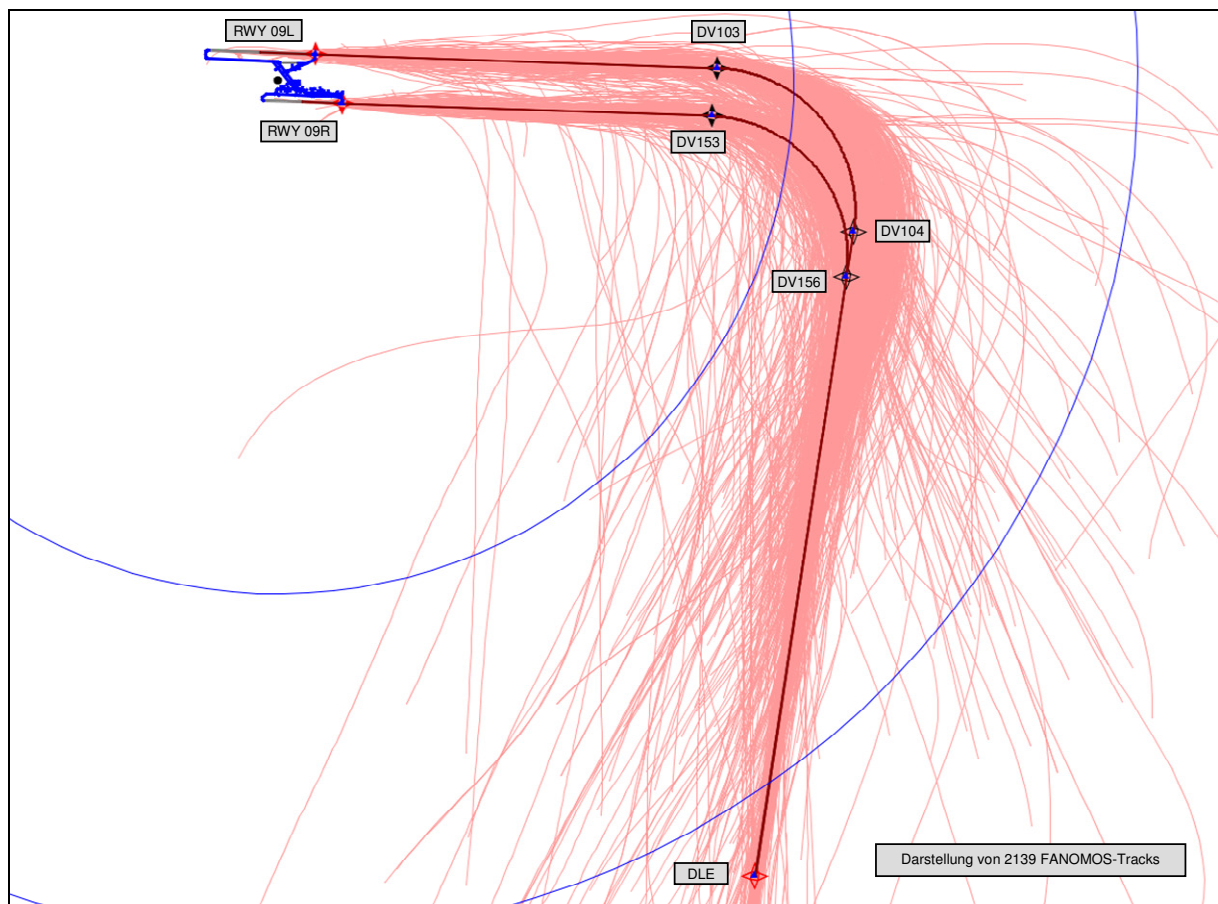 RWY 09L
DV103
RWY 09R
DV153
DV104
DV156
Darstellung von 2139 FANOMOS-Tracks
DLE